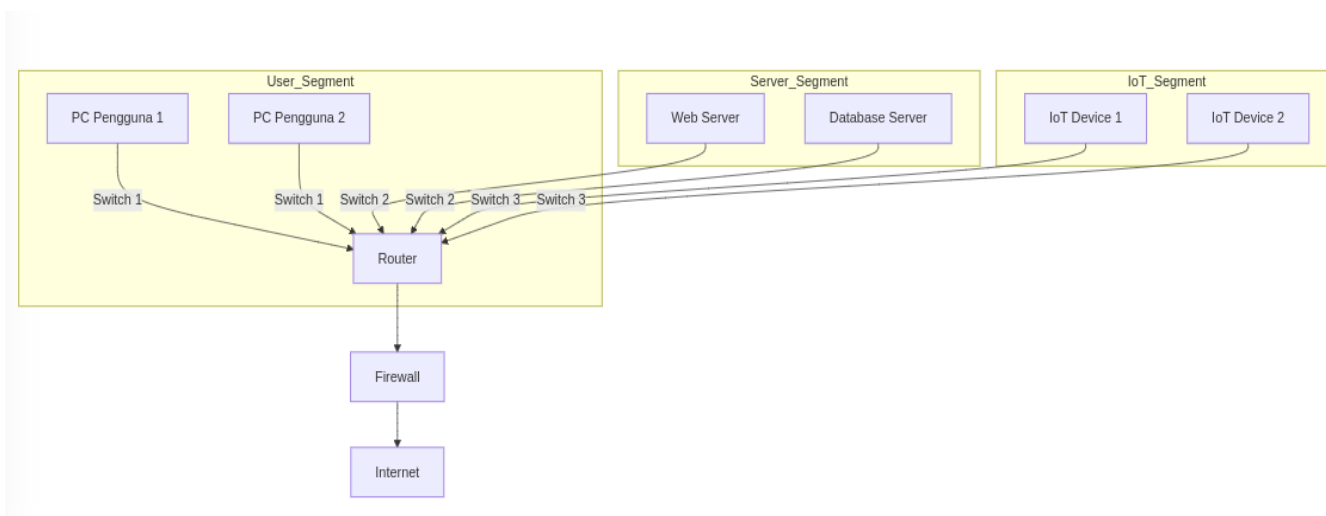 User_Segment
Server_Segment
IoT_Segment
PC Pengguna 1
PC Pengguna 2
Web Server
Database Server
IoT Device 1
IoT Device 2
Switch 1
Switch 1
Switch 2
Switch 2
Switch 3
Switch 3
Router
Firewall
Internet